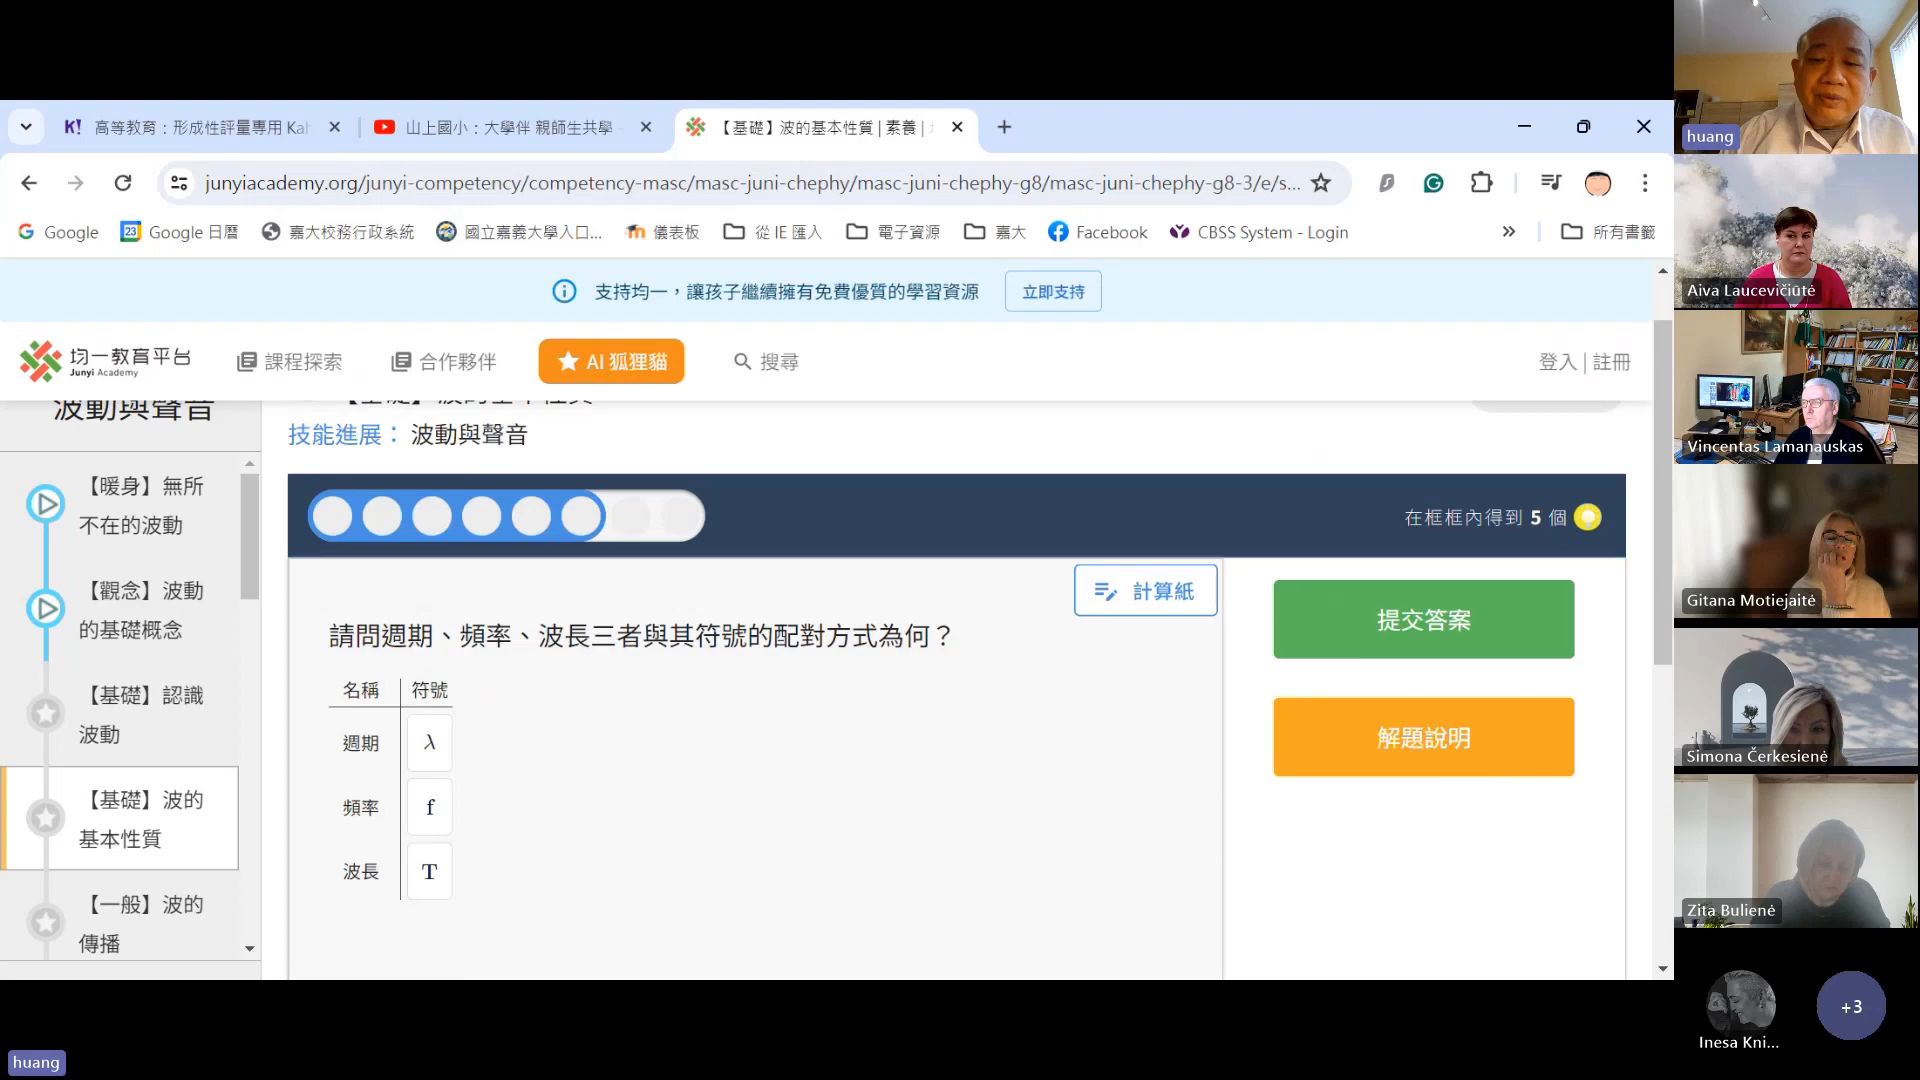 高等教育：形成性評量專用 Kah
山上國小：大學伴 親師生共學
【基礎】波的基本性質 | 素養 |
junyiacademy.org/junyi-competency/competency-masc/masc-juni-chephy/masc-juni-chephy-g8/masc-juni-chephy-g8-3/e/s...
Google
23
Google 日曆
嘉大校務行政系統
國立嘉義大學入口...
儀表板
從 IE 匯入
電子資源
嘉大
Facebook
CBSS System - Login
所有書籤
支持均一，讓孩子繼續擁有免費優質的學習資源
立即支持
均一教育平台
Junyi Academy
課程探索
合作夥伴
AI 狐狸貓
搜尋
登入 | 註冊
波動與聲音
【基礎】波的基本性質
技能進展： 波動與聲音
【暖身】無所
不在的波動
【觀念】波動
的基礎概念
【基礎】認識
波動
【基礎】波的
基本性質
【一般】波的
傳播
在框框內得到 5 個
計算紙
請問週期、頻率、波長三者與其符號的配對方式為何？
名稱 符號
週期 λ
頻率 f
波長 T
提交答案
解題說明
huang
Aiva Laucevičiūtė
Vincentas Lamanauskas
Gitana Motiejaitė
Simona Čerkesienė
Zita Bulienė
Inesa Kni...
+3
huang